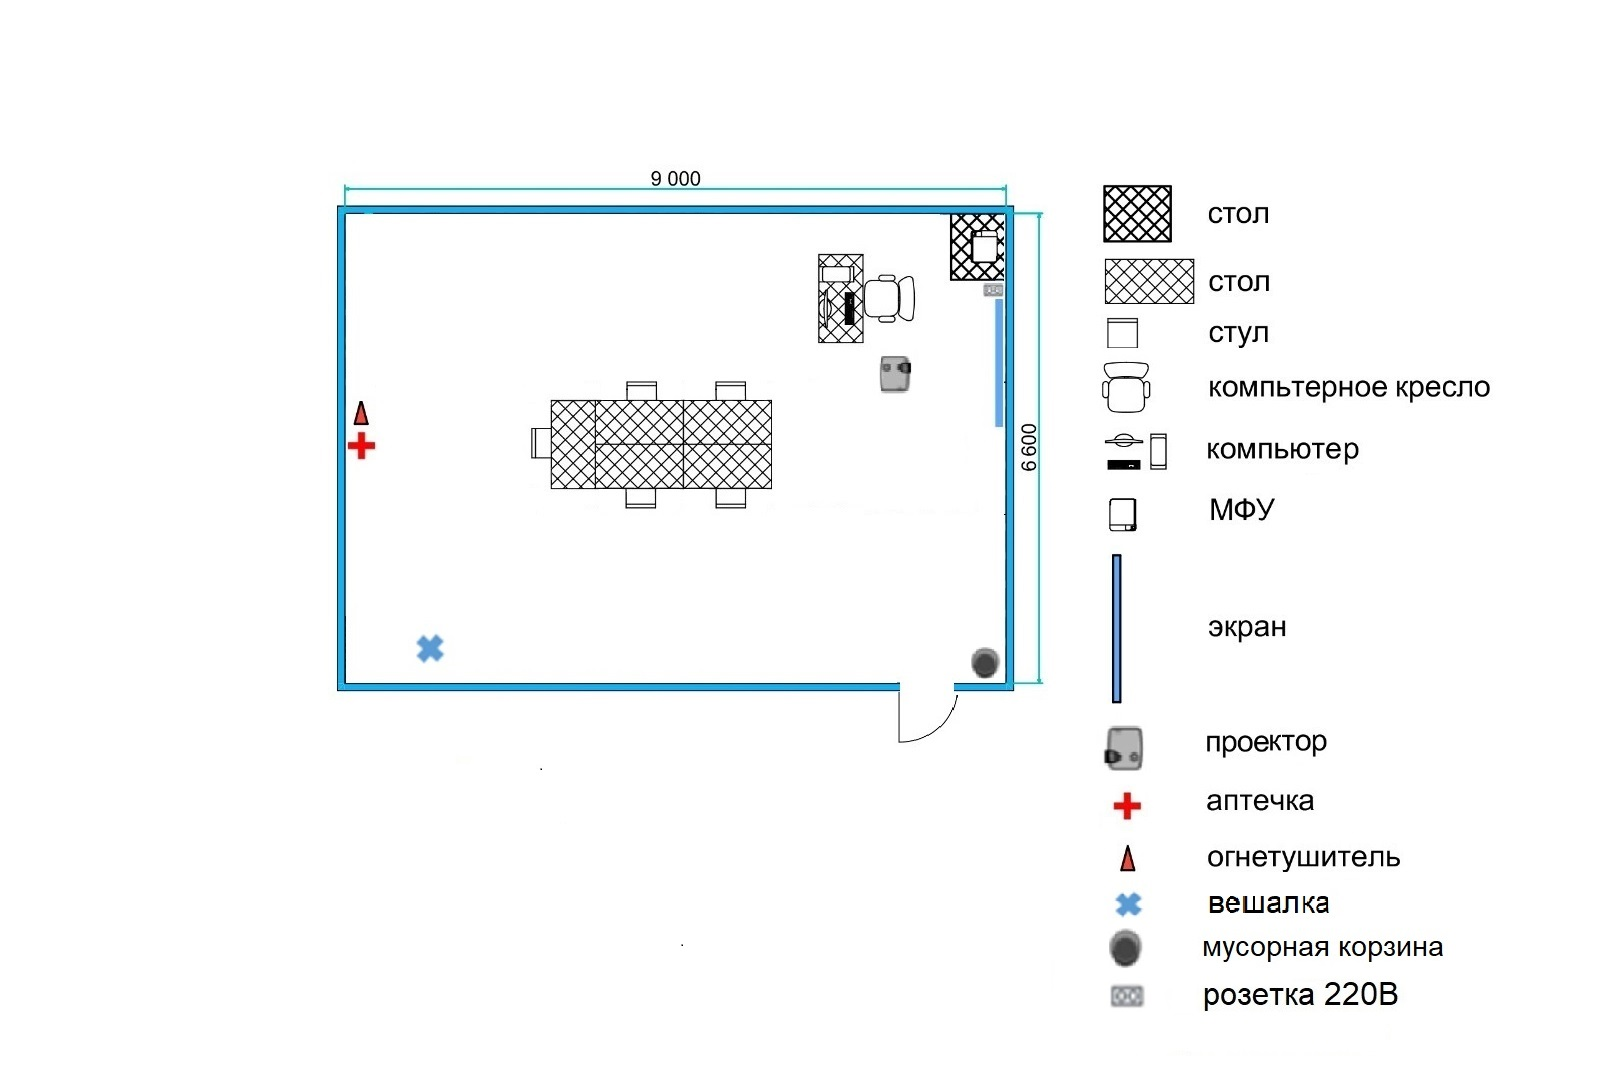 9 000
6 600
стол
стол
стул
компьтерное кресло
компьютер
МФУ
экран
проектор
аптечка
огнетушитель
вешалка
мусорная корзина
розетка 220В